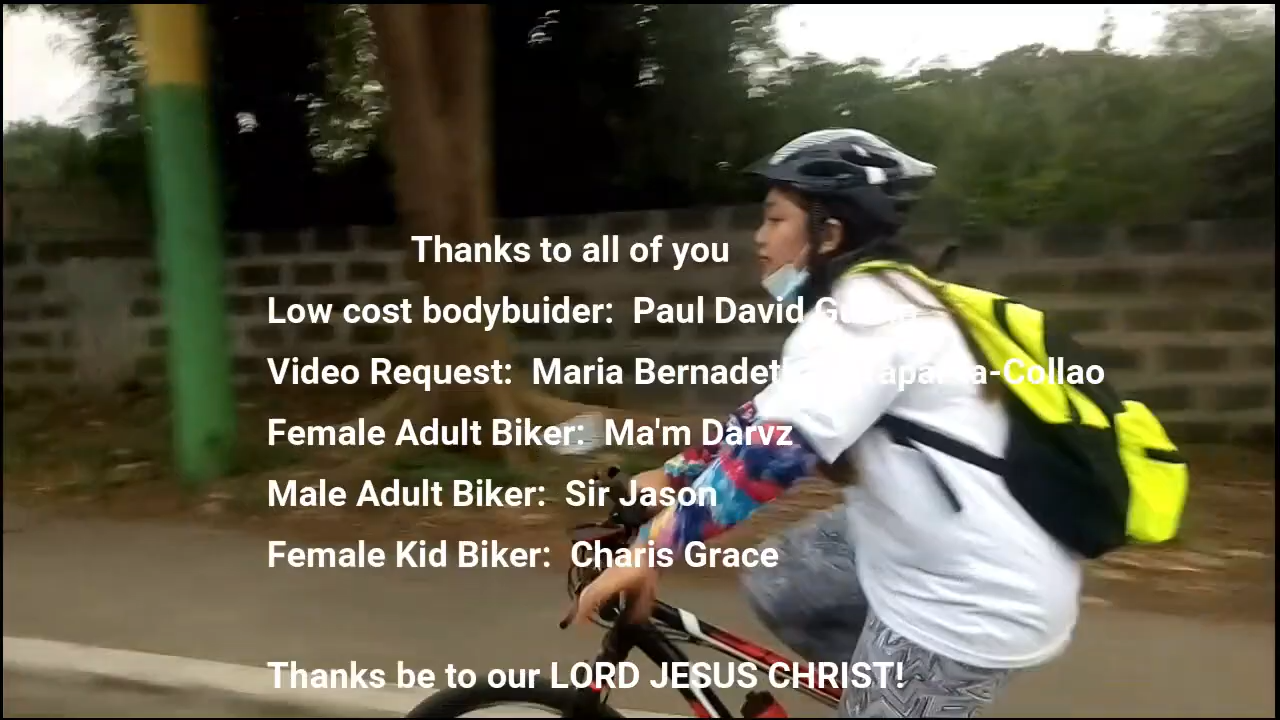 Thanks to all of you
Low cost bodybuider: Paul David
Video Request: Maria
Female Adult Biker: Ma'm Darvz
Male Adult Biker: Sir Jason
Female Kid Biker: Charis Grace
Thanks be to our LORD JESUS CHRIST!